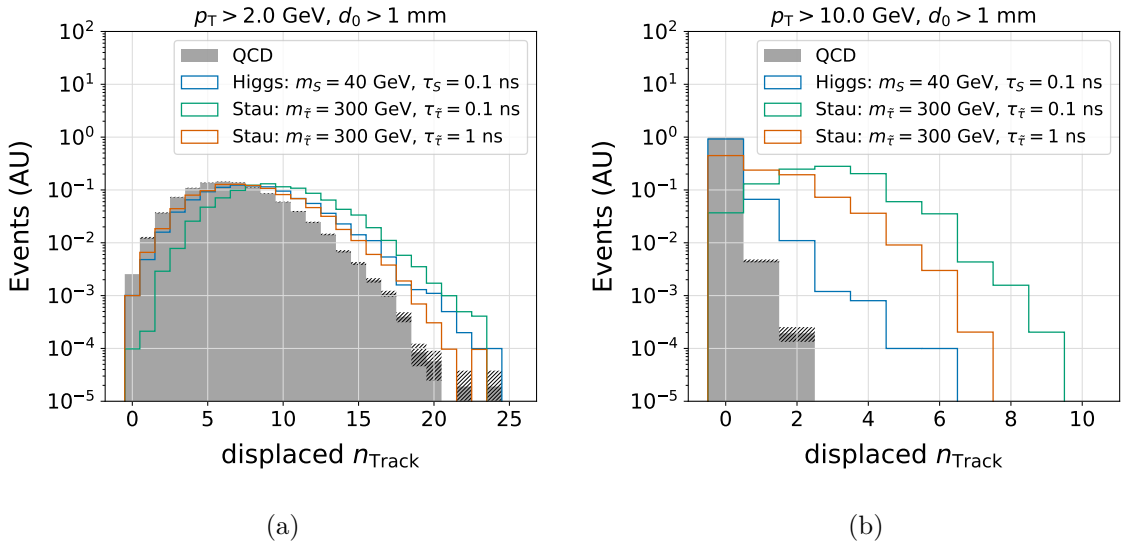 p_T > 2.0 GeV, d_0 > 1 mm
10^2
10^1
10^0
10^−1
10^−2
10^−3
10^−4
10^−5
Events (AU)
QCD
Higgs: m_S = 40 GeV, τ_S = 0.1 ns
Stau: m_τ̃ = 300 GeV, τ_τ̃ = 0.1 ns
Stau: m_τ̃ = 300 GeV, τ_τ̃ = 1 ns
0 5 10 15 20 25
displaced n_Track
(a)
p_T > 10.0 GeV, d_0 > 1 mm
10^2
10^1
10^0
10^−1
10^−2
10^−3
10^−4
10^−5
Events (AU)
QCD
Higgs: m_S = 40 GeV, τ_S = 0.1 ns
Stau: m_τ̃ = 300 GeV, τ_τ̃ = 0.1 ns
Stau: m_τ̃ = 300 GeV, τ_τ̃ = 1 ns
0 2 4 6 8 10
displaced n_Track
(b)